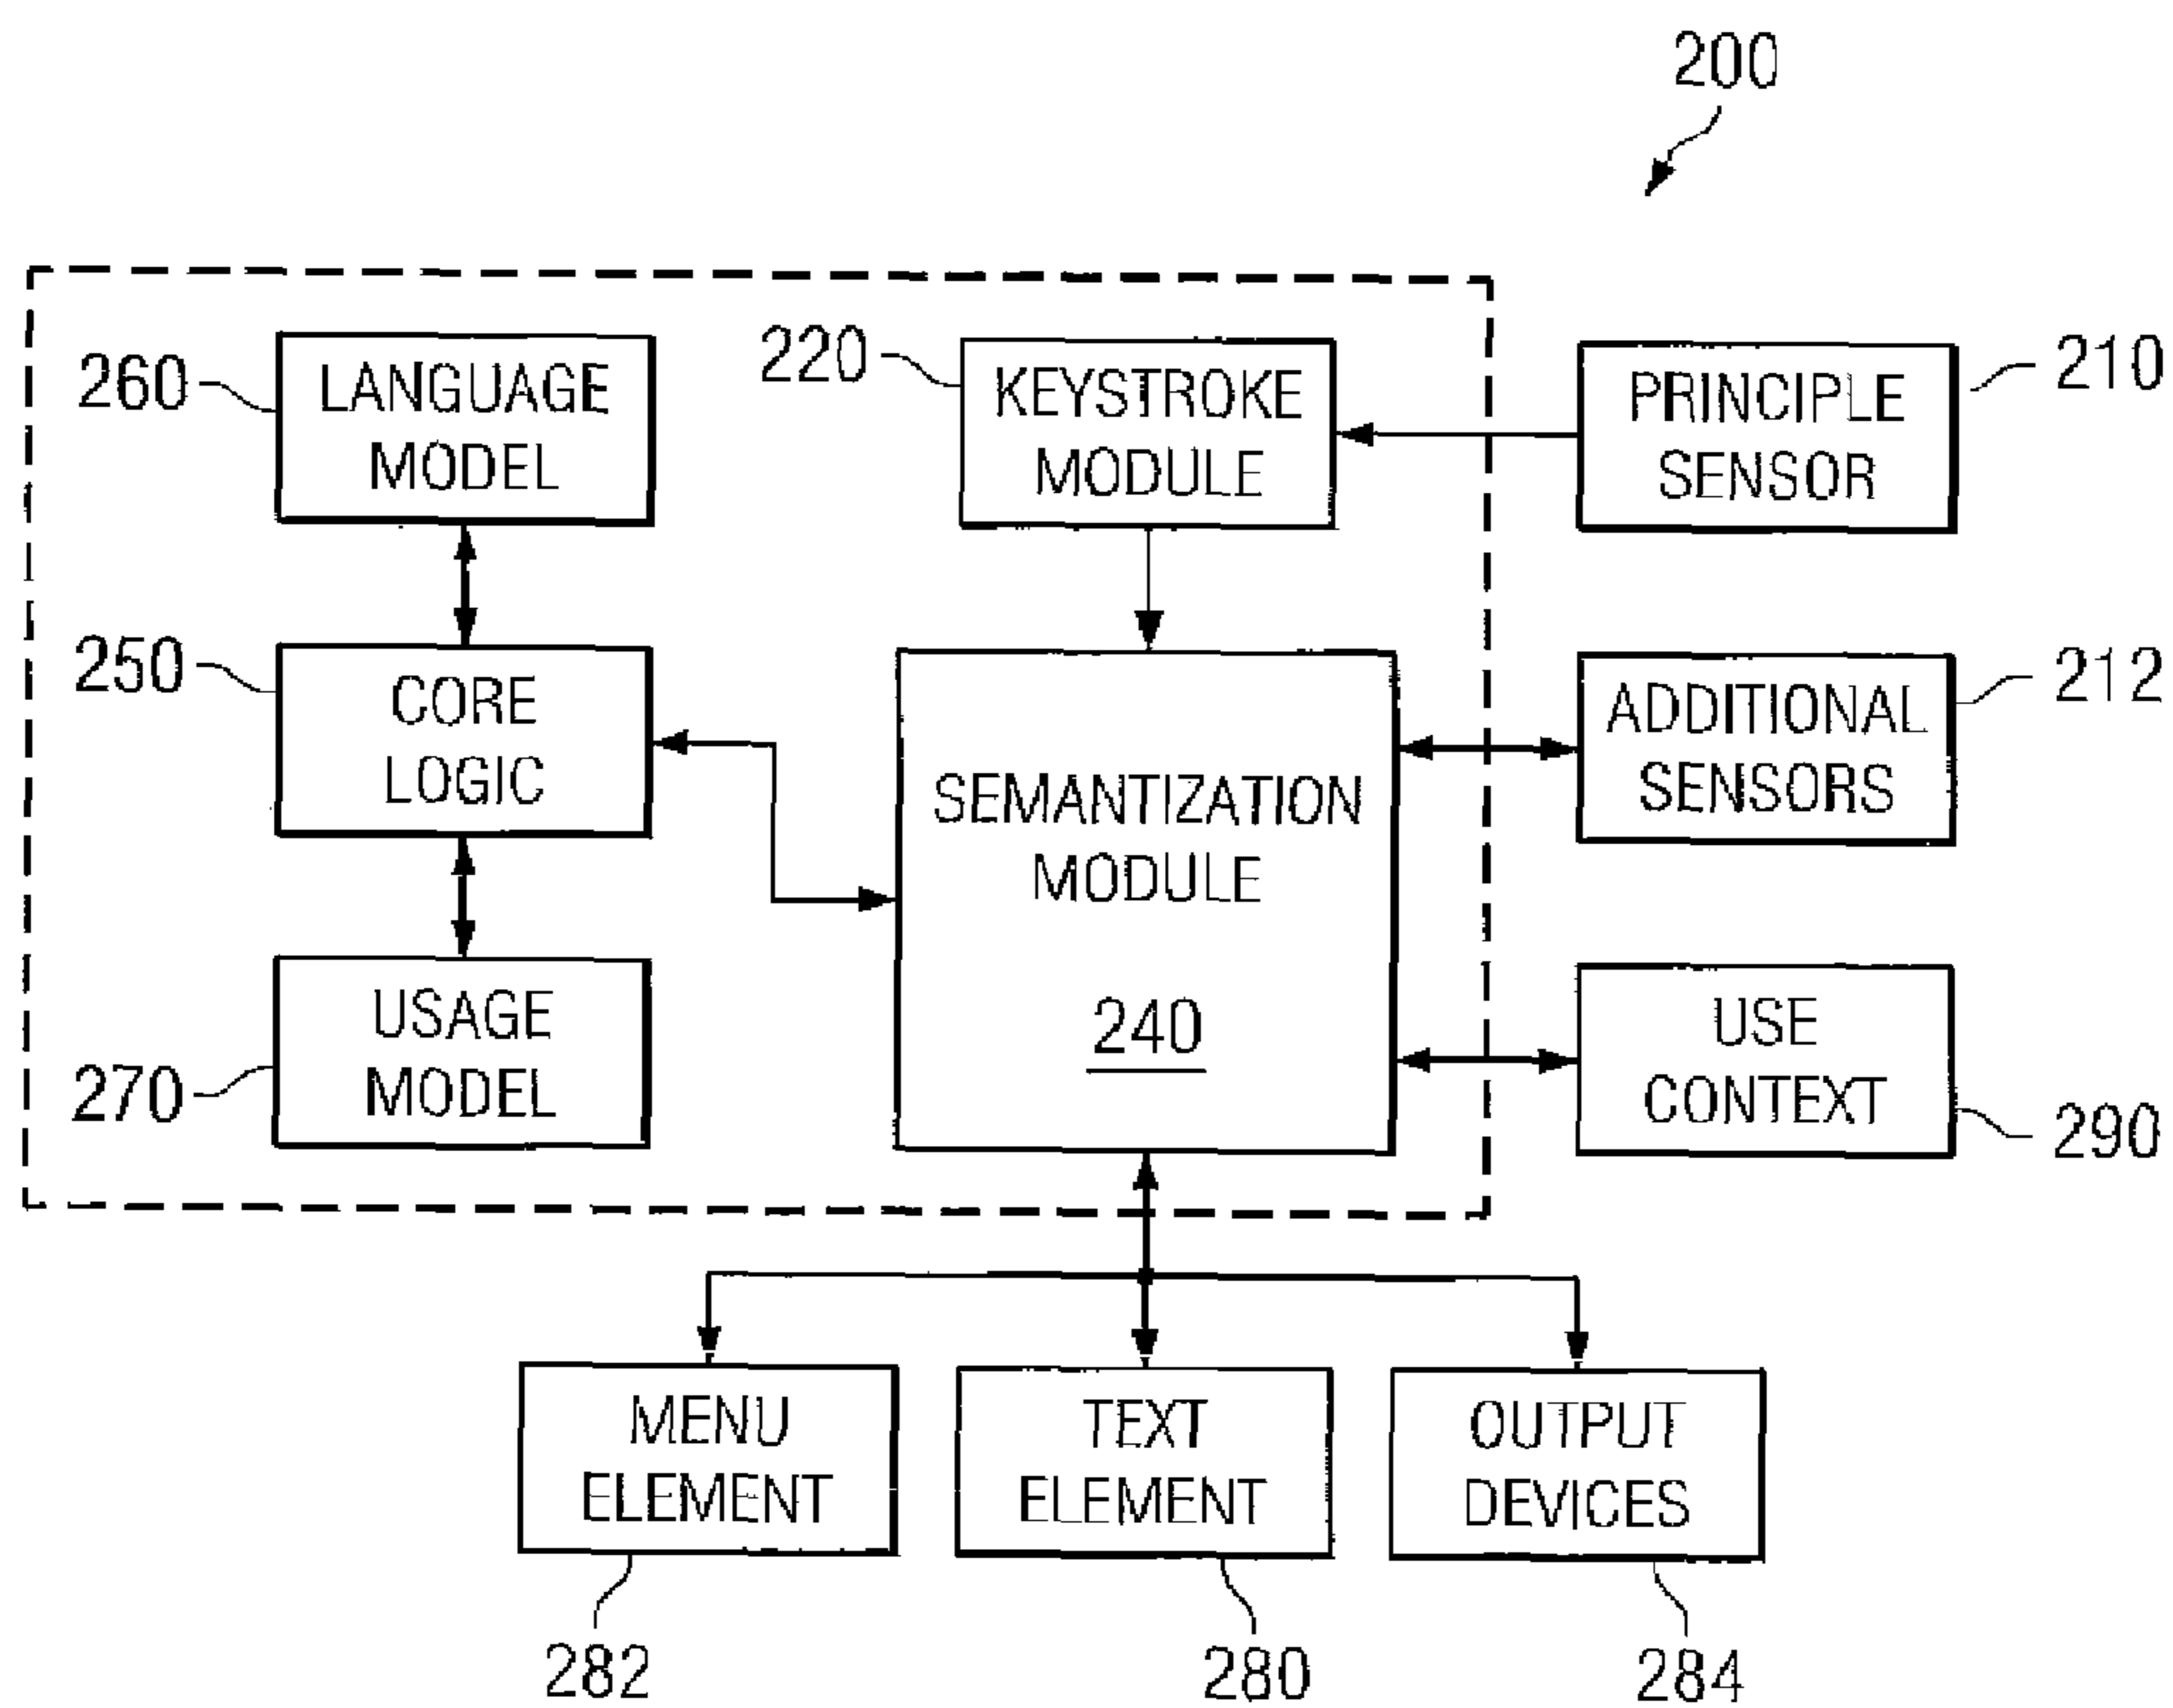 200
260
LANGUAGE
MODEL
220
KEYSTROKE
MODULE
PRINCIPLE
SENSOR
210
250
CORE
LOGIC
SEMANTIZATION
MODULE
240
ADDITIONAL
SENSORS
212
270
USAGE
MODEL
USE
CONTEXT
290
MENU
ELEMENT
282
TEXT
ELEMENT
280
OUTPUT
DEVICES
284